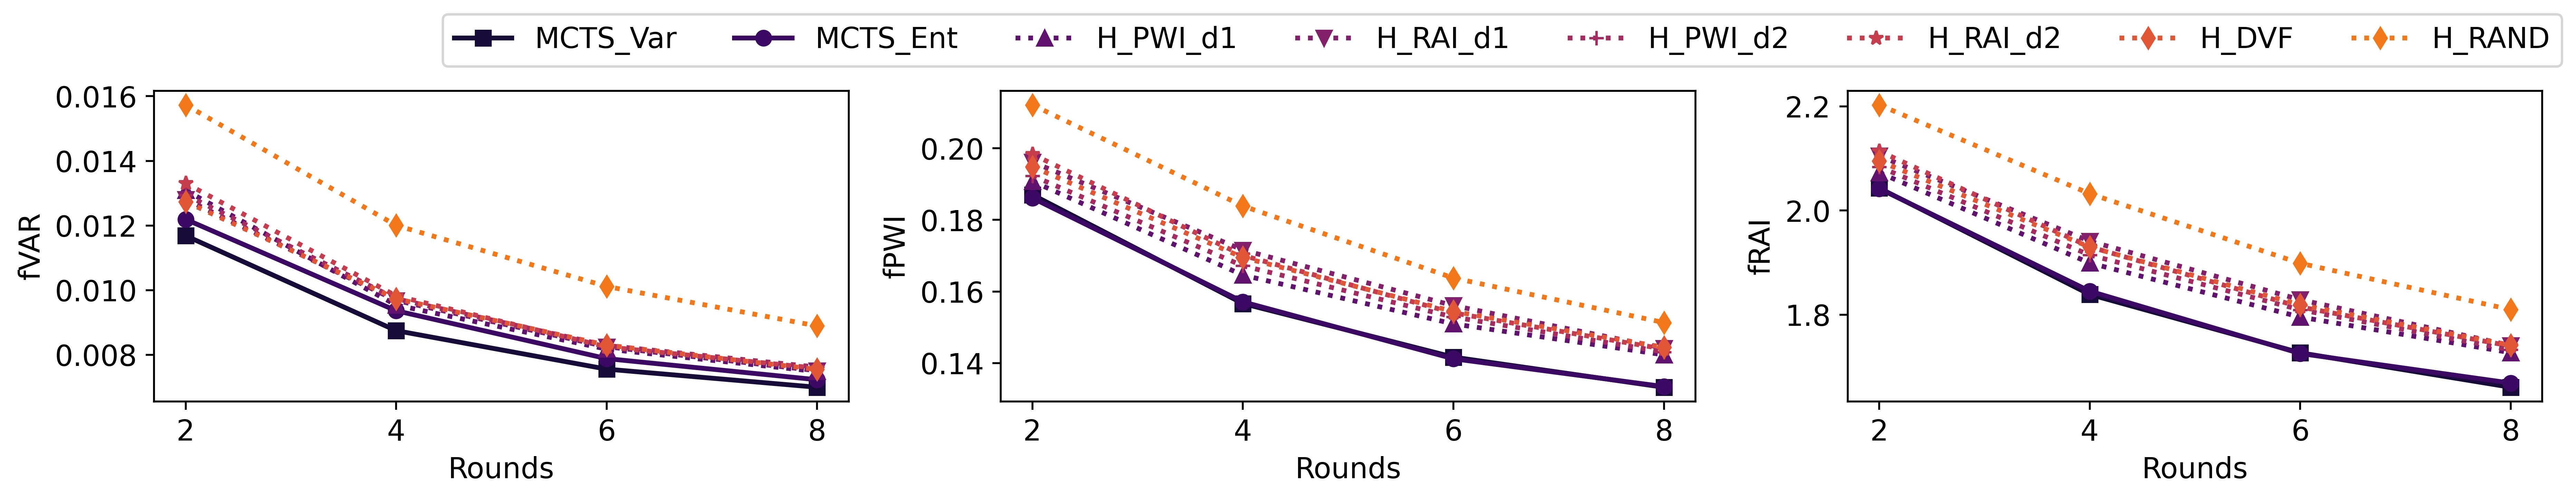 MCTS_Var MCTS_Ent H_PWI_d1 H_RAI_d1 H_PWI_d2 H_RAI_d2 H_DVF H_RAND
fVAR
0.016
0.014
0.012
0.010
0.008
2 4 6 8
Rounds
fPWI
0.20
0.18
0.16
0.14
2 4 6 8
Rounds
fRAI
2.2
2.0
1.8
2 4 6 8
Rounds